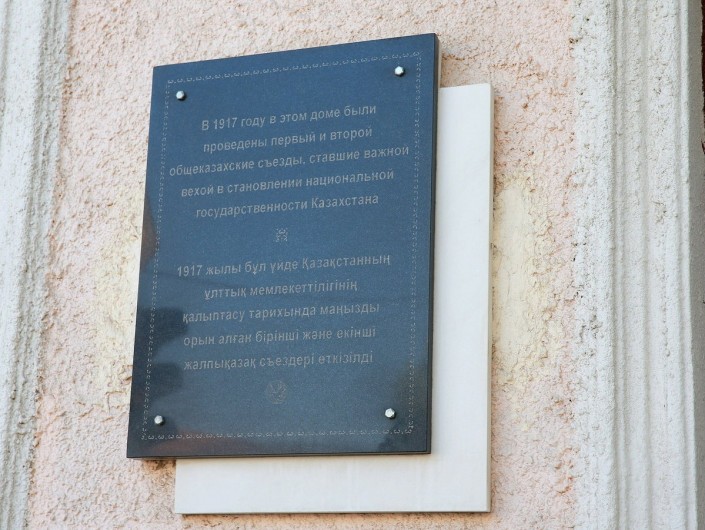 В 1917 году в этом доме были
проведены первый и второй
общеказахские съезды, ставшие важной
вехой в становлении национальной
государственности Казахстана
1917 жылы бұл үйде Қазақстанның
ұлттық мемлекеттілігінің
қалыптасу тарихында маңызды
орын алған бірінші және екінші
жалпықазақ съездері өткізілді